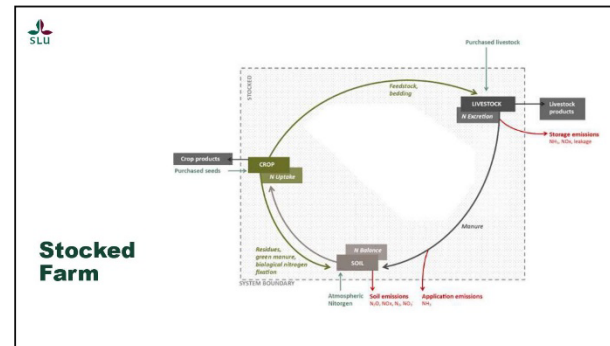 SLU
Purchased livestock
STOCKED
Feedstock,
bedding
LIVESTOCK
N Excretion
Livestock
products
Storage emissions
NH₃, NOx, leakage
Crop products
Purchased seeds
CROP
N Uptake
Manure
Stocked
Farm
Residues,
green manure,
biological nitrogen
fixation
N Balance
SOIL
SYSTEM BOUNDARY
Atmospheric
Nitorgen
Soil emissions
N₂O, NOx, N₂, NO₃
Application emissions
NH₃